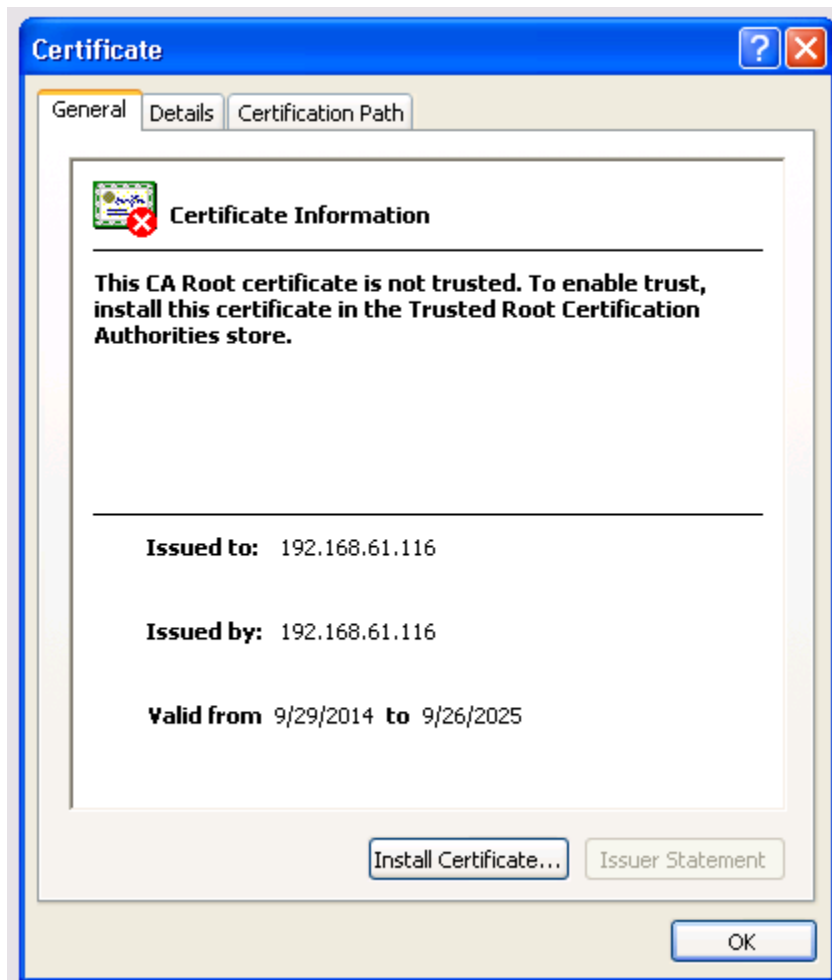 Certificate
General Details Certification Path
Certificate Information
This CA Root certificate is not trusted. To enable trust,
install this certificate in the Trusted Root Certification
Authorities store.
Issued to: 192.168.61.116
Issued by: 192.168.61.116
Valid from 9/29/2014 to 9/26/2025
Install Certificate... Issuer Statement
OK